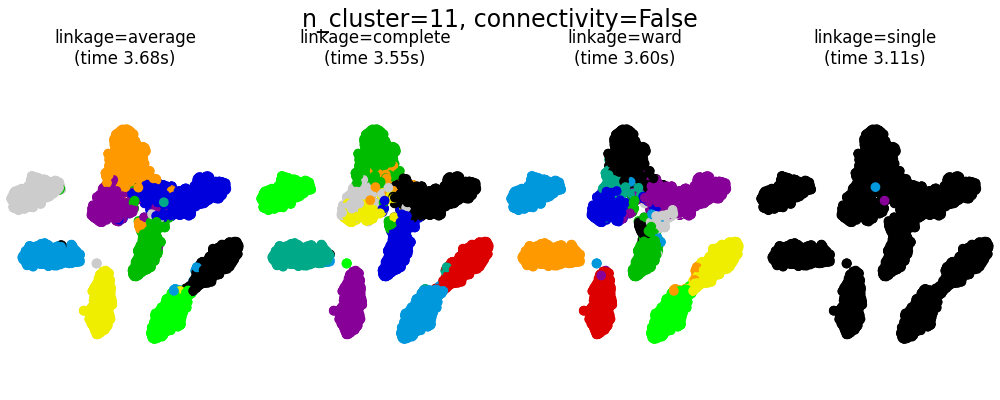 n_cluster=11, connectivity=False
linkage=average
(time 3.68s)
linkage=complete
(time 3.55s)
linkage=ward
(time 3.60s)
linkage=single
(time 3.11s)